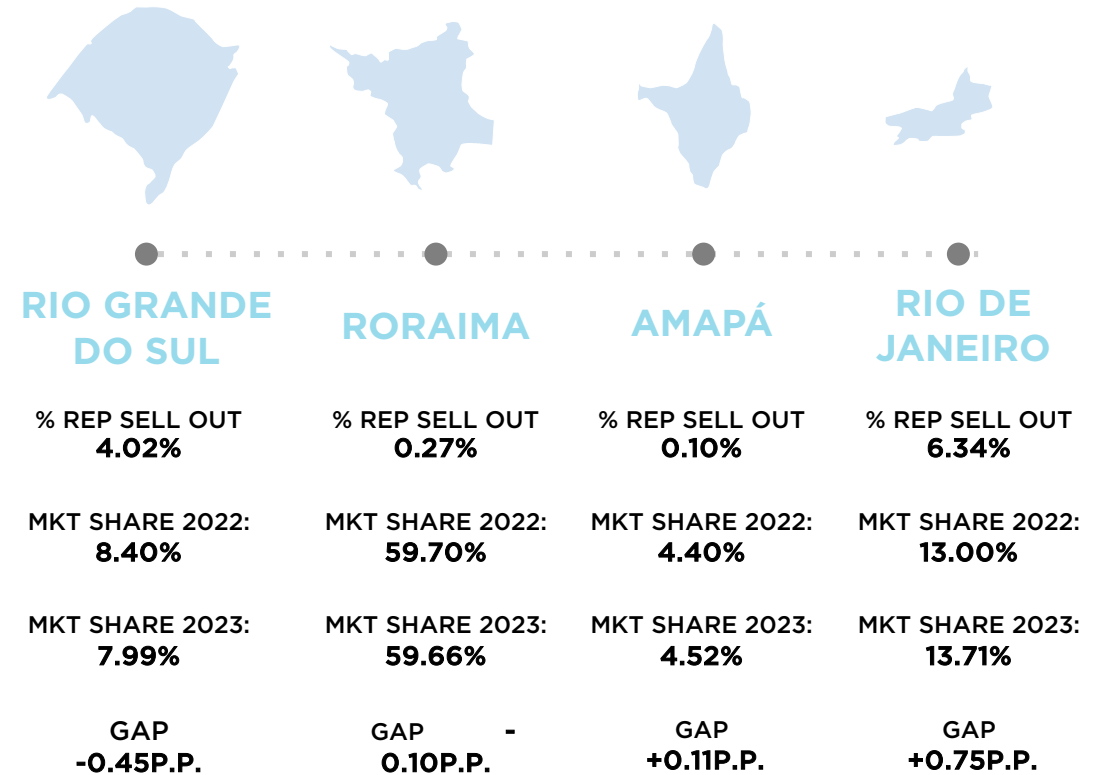 RIO GRANDE
DO SUL
% REP SELL OUT
4.02%
MKT SHARE 2022:
8.40%
MKT SHARE 2023:
7.99%
GAP
-0.45P.P.
RORAIMA
% REP SELL OUT
0.27%
MKT SHARE 2022:
59.70%
MKT SHARE 2023:
59.66%
GAP -
0.10P.P.
AMAPÁ
% REP SELL OUT
0.10%
MKT SHARE 2022:
4.40%
MKT SHARE 2023:
4.52%
GAP
+0.11P.P.
RIO DE
JANEIRO
% REP SELL OUT
6.34%
MKT SHARE 2022:
13.00%
MKT SHARE 2023:
13.71%
GAP
+0.75P.P.